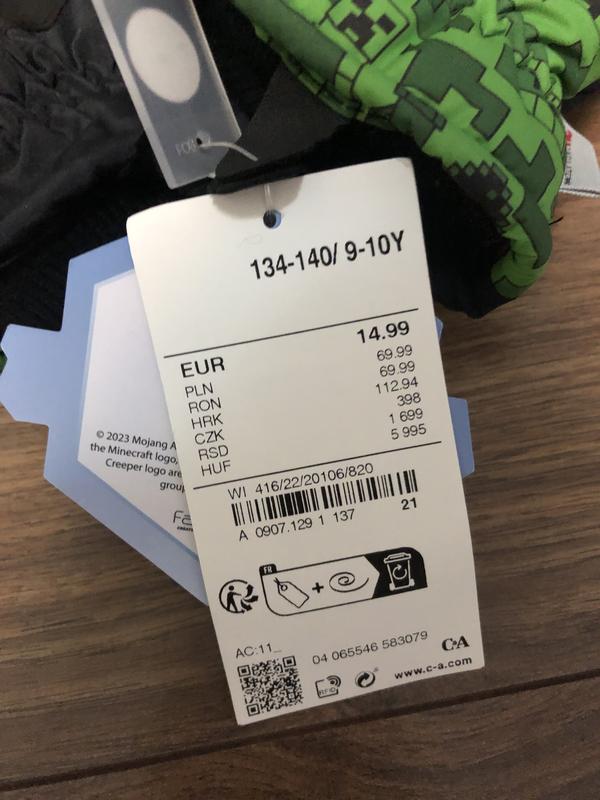 134-140/ 9-10Y
EUR 14.99
PLN 69.99
RON 69.99
HRK 112.94
CZK 398
RSD 1 699
HUF 5 995
WI 416/22/20106/820
21
A 0907.129 1 137
FR
+
AC:11_
04 065546 583079
C&A
RFID
www.c-a.com
© 2023 Mojang A
the Minecraft logo,
Creeper logo are
group